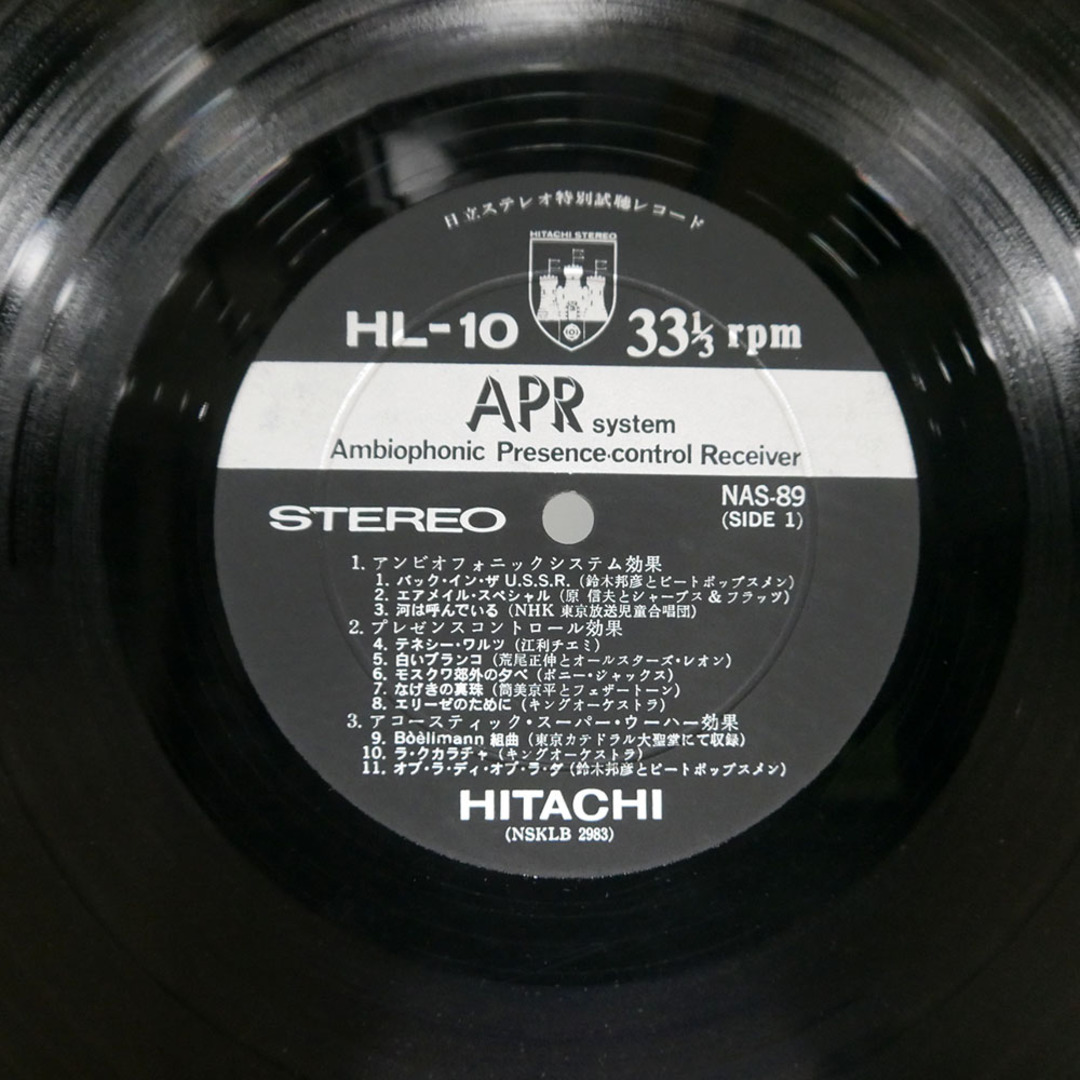 日立ステレオ特別試聴レコード
HITACHI STEREO
101
HL-10 33⅓ rpm
APR system
Ambiophonic Presence·control Receiver
NAS-89
STEREO (SIDE 1)
1. アンビオフォニックシステム効果
1. バック・イン・ザ U.S.S.R. (鈴木邦彦とビートポップスメン)
2. エアメイル・スペシャル (原 信夫とシャープス & フラッツ)
3. 河は呼んでいる (NHK 東京放送児童合唱団)
2. プレゼンスコントロール効果
4. テネシー・ワルツ (江利チエミ)
5. 白いブランコ (荒尾正伸とオールスターズ・レオン)
6. モスクワ郊外の夕べ (ボニー・ジャックス)
7. なげきの真珠 (筒美京平とフェザートーン)
8. エリーゼのために (キングオーケストラ)
3. アコースティック・スーパー・ウーハー効果
9. Bòèllmann 組曲 (東京カテドラル大聖堂にて収録)
10. ラ・クカラチャ (キングオーケストラ)
11. オブ・ラ・ディ・オブ・ラ・ダ (鈴木邦彦とビートポップスメン)
HITACHI
(NSKLB 2983)